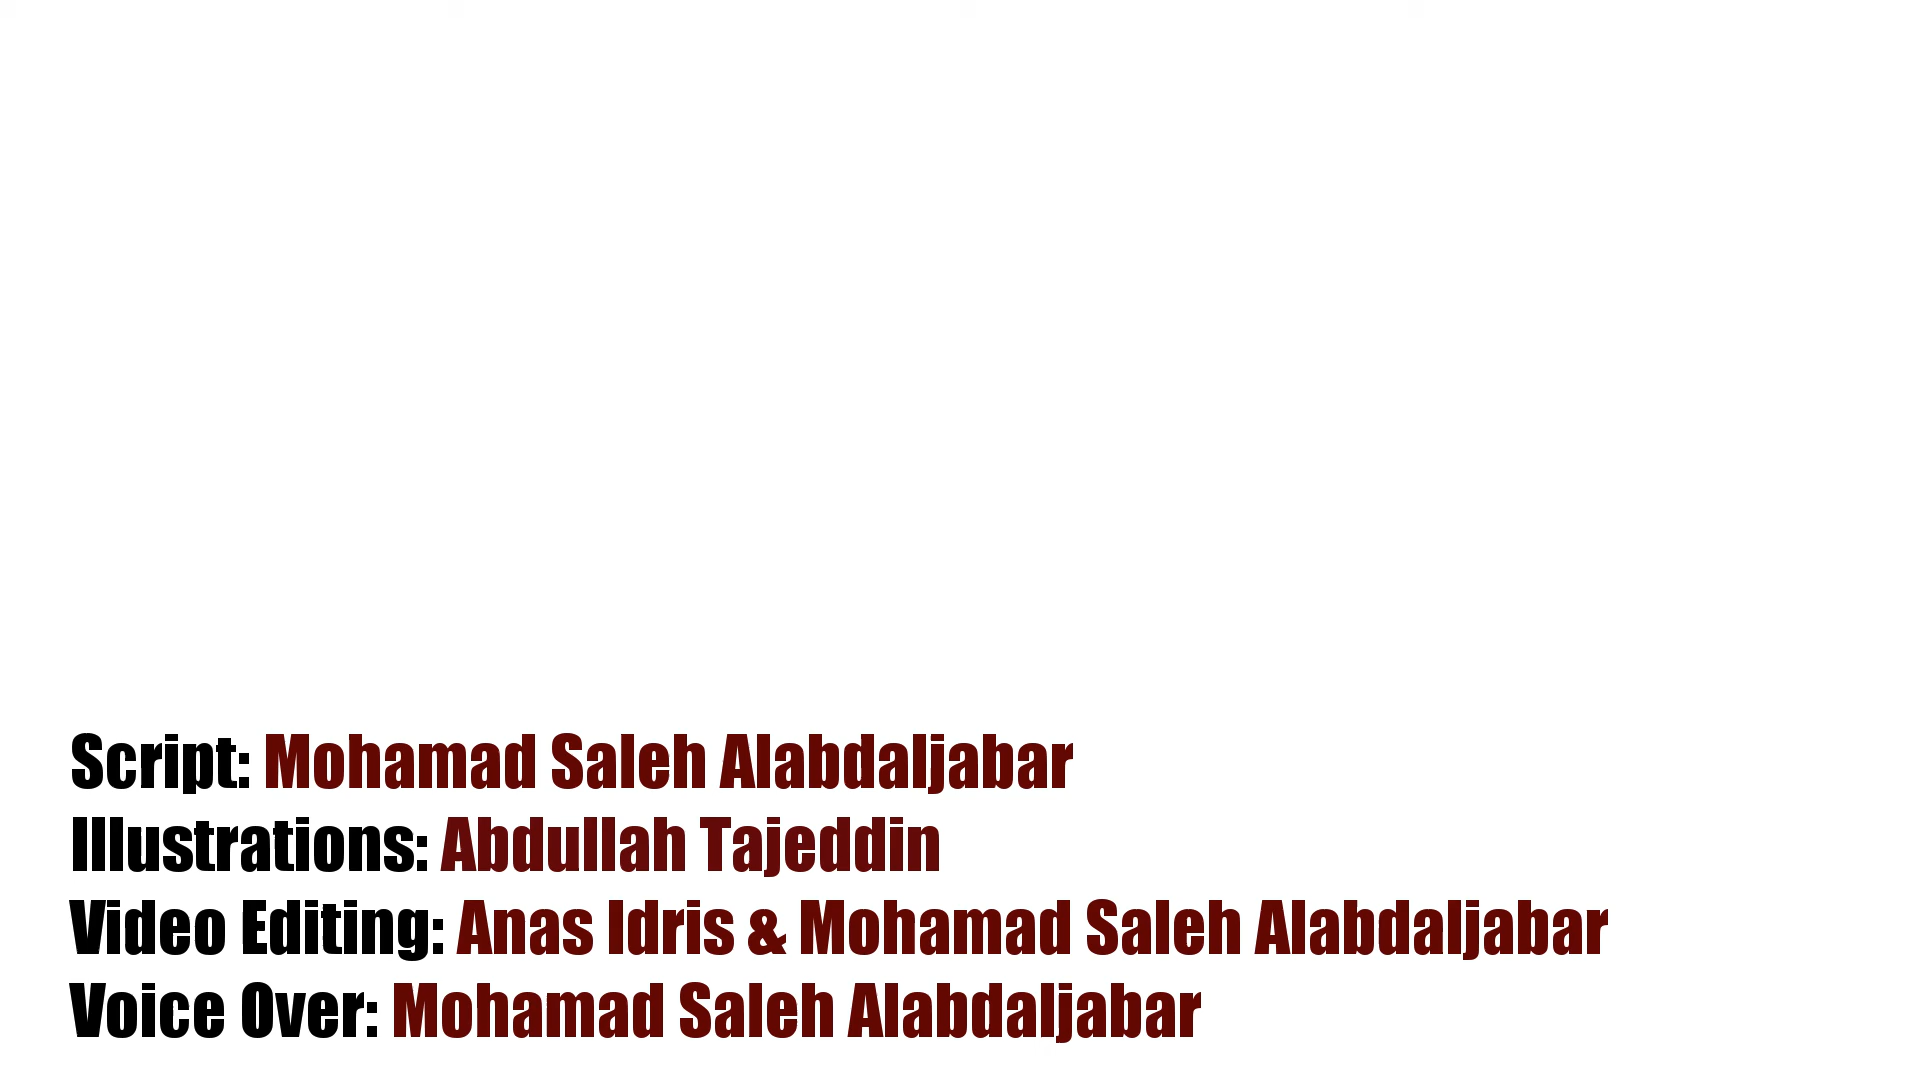 Script: Mohamad Saleh Alabdaljabar
Illustrations: Abdullah Tajeddin
Video Editing: Anas Idris & Mohamad Saleh Alabdaljabar
Voice Over: Mohamad Saleh Alabdaljabar